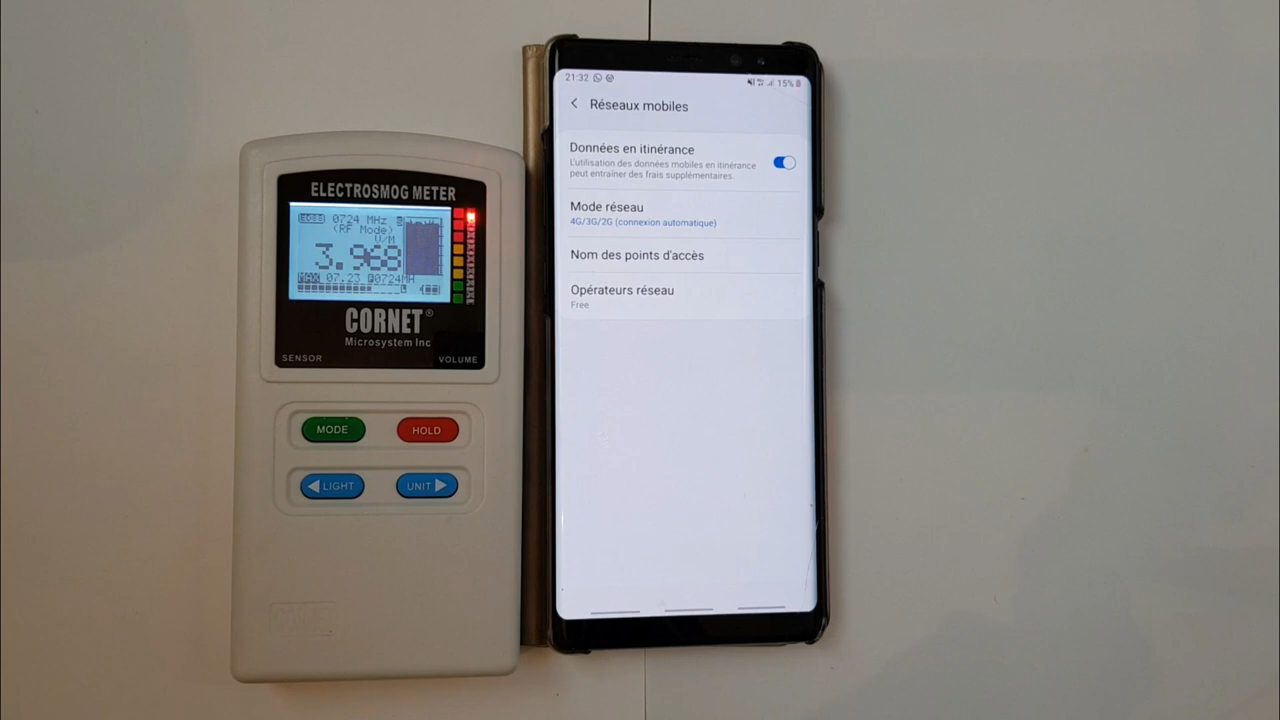 ELECTROSMOG METER
0724 MHz
(RF Mode)
V/M
3.968
MAX 07.23 F0724MH
CORNET®
Microsystem Inc
SENSOR
VOLUME
MODE
HOLD
LIGHT
UNIT
21:32
15%
Réseaux mobiles
Données en itinérance
L'utilisation des données mobiles en itinérance
peut entraîner des frais supplémentaires.
Mode réseau
4G/3G/2G (connexion automatique)
Nom des points d'accès
Opérateurs réseau
Free